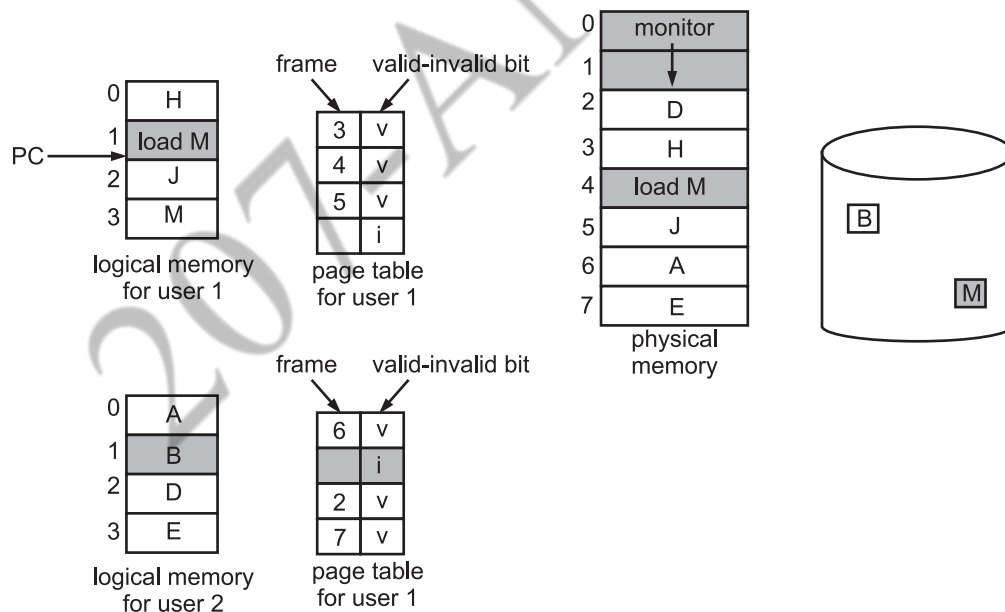 207-A
frame valid-invalid bit
0 H
1 load M
PC
2 J
3 M
logical memory
for user 1
3 v
4 v
5 v
i
page table
for user 1
0 monitor
1
2 D
3 H
4 load M
5 J
6 A
7 E
physical
memory
B
M
frame valid-invalid bit
0 A
1 B
2 D
3 E
logical memory
for user 2
6 v
i
2 v
7 v
page table
for user 1